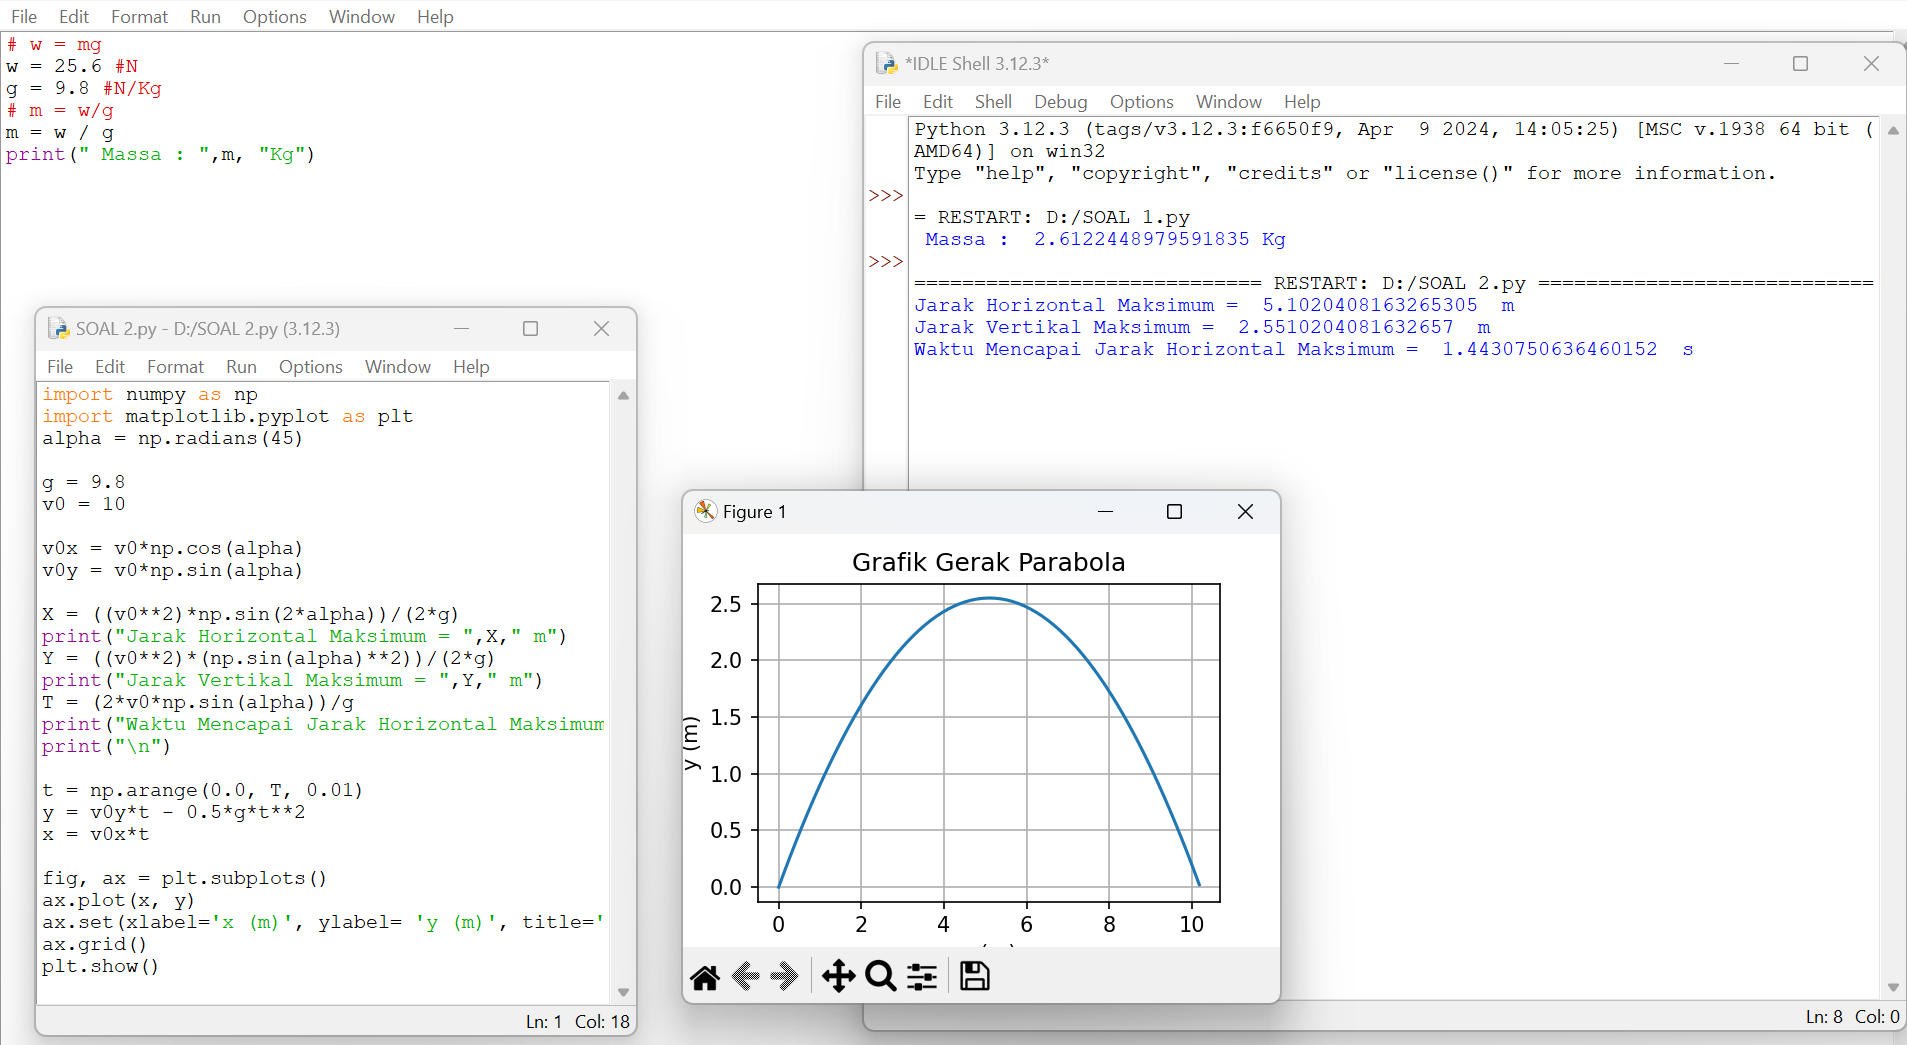 File Edit Format Run Options Window Help
# w = mg
w = 25.6 #N
g = 9.8 #N/Kg
# m = w/g
m = w / g
print(" Massa : ",m, "Kg")
*IDLE Shell 3.12.3*
File Edit Shell Debug Options Window Help
Python 3.12.3 (tags/v3.12.3:f6650f9, Apr  9 2024, 14:05:25) [MSC v.1938 64 bit (
AMD64)] on win32
Type "help", "copyright", "credits" or "license()" for more information.
>>>
= RESTART: D:/SOAL 1.py
Massa :  2.6122448979591835 Kg
>>>
============================= RESTART: D:/SOAL 2.py ============================
Jarak Horizontal Maksimum =  5.1020408163265305  m
Jarak Vertikal Maksimum =  2.5510204081632657  m
Waktu Mencapai Jarak Horizontal Maksimum =  1.4430750636460152  s
Ln: 8 Col: 0
SOAL 2.py - D:/SOAL 2.py (3.12.3)
File Edit Format Run Options Window Help
import numpy as np
import matplotlib.pyplot as plt
alpha = np.radians(45)
g = 9.8
v0 = 10
v0x = v0*np.cos(alpha)
v0y = v0*np.sin(alpha)
X = ((v0**2)*np.sin(2*alpha))/(2*g)
print("Jarak Horizontal Maksimum = ",X," m")
Y = ((v0**2)*(np.sin(alpha)**2))/(2*g)
print("Jarak Vertikal Maksimum = ",Y," m")
T = (2*v0*np.sin(alpha))/g
print("Waktu Mencapai Jarak Horizontal Maksimum
print("\n")
t = np.arange(0.0, T, 0.01)
y = v0y*t - 0.5*g*t**2
x = v0x*t
fig, ax = plt.subplots()
ax.plot(x, y)
ax.set(xlabel='x (m)', ylabel= 'y (m)', title='
ax.grid()
plt.show()
Ln: 1 Col: 18
Figure 1
Grafik Gerak Parabola
2.5
2.0
1.5
1.0
0.5
0.0
y (m)
0 2 4 6 8 10